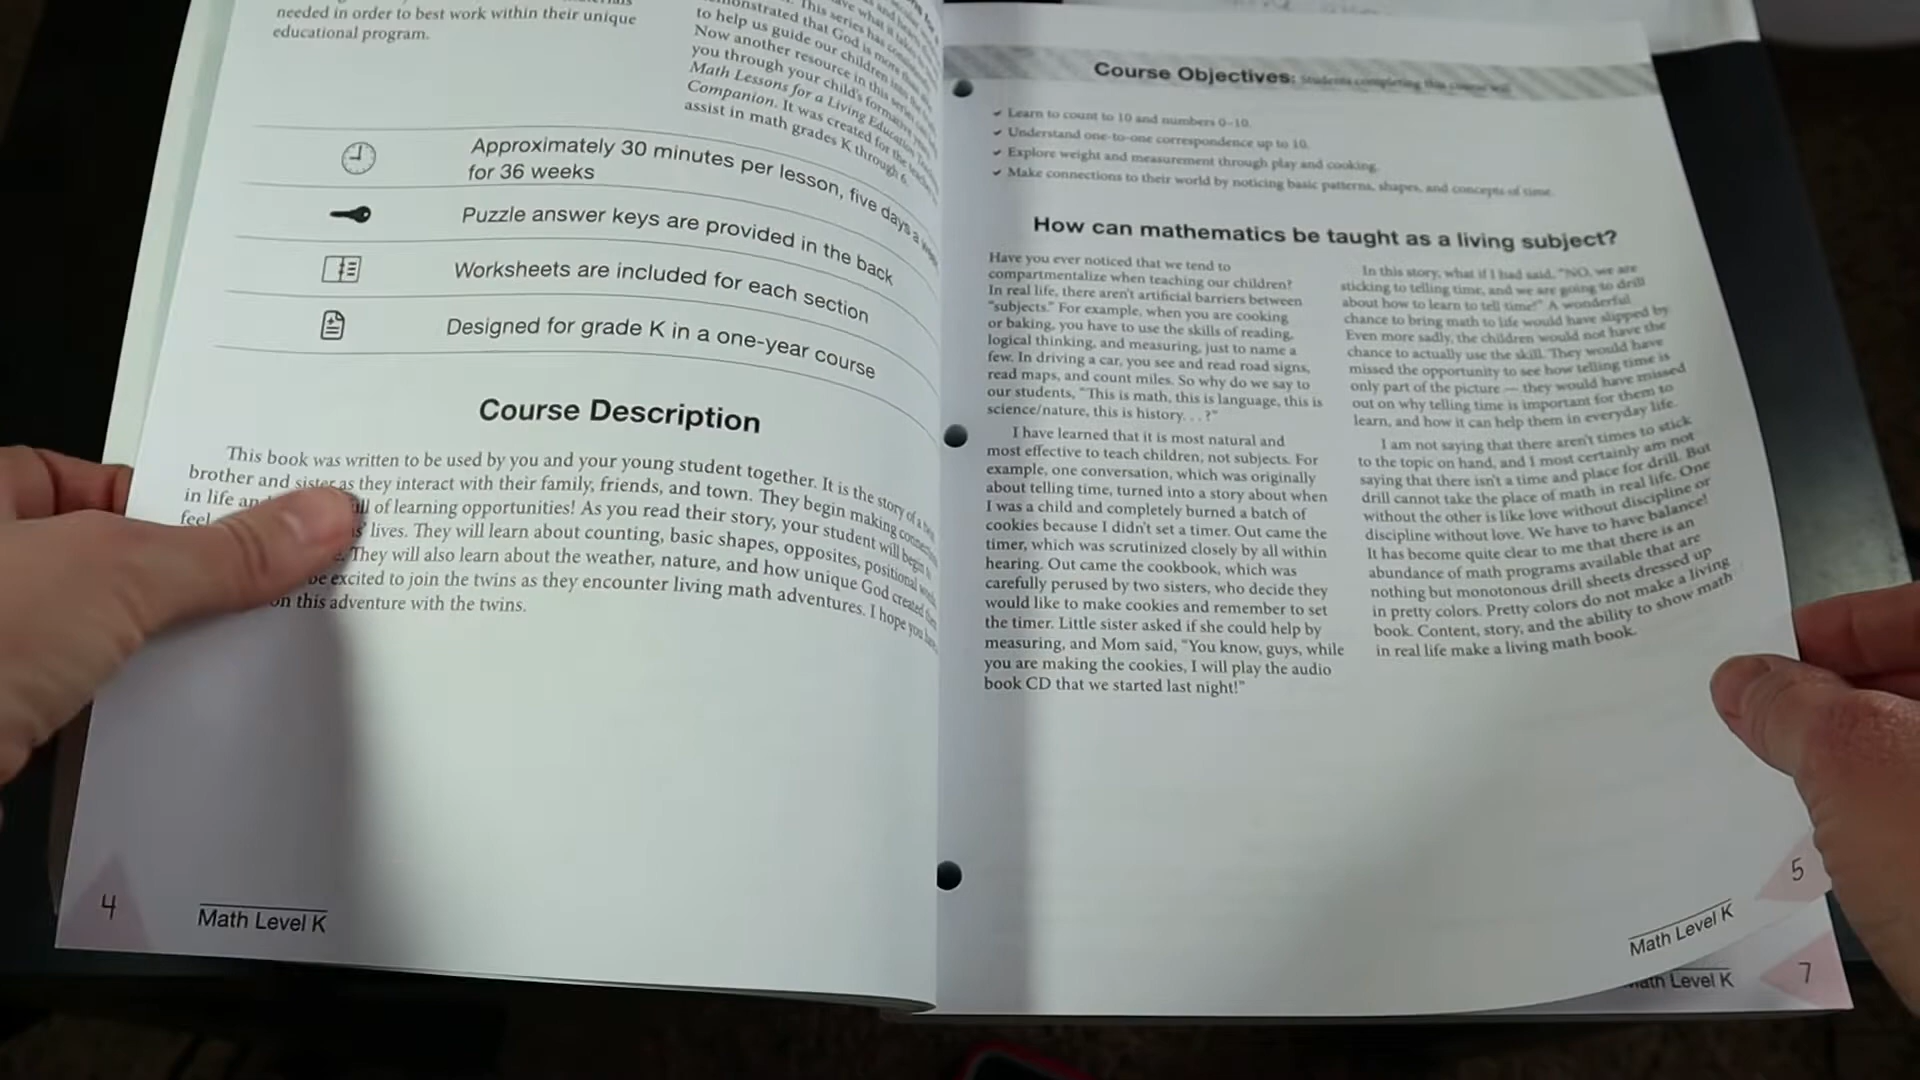 needed in order to best work within their unique
educational program.
This series has
demonstrated that God is more
to help us guide our children
Now another resource in this series
you through your child's formative years
Math Lessons for a Living Education
Companion. It was created for the
assist in math grades K through 6.
Approximately 30 minutes per lesson, five days a
for 36 weeks
Puzzle answer keys are provided in the back
Worksheets are included for each section
Designed for grade K in a one-year course
Course Description
This book was written to be used by you and your young student together. It is the story of a
brother and sister as they interact with their family, friends, and town. They begin making
in life of learning opportunities! As you read their story, your student will begin
feel lives. They will learn about counting, basic shapes, opposites, positional
They will also learn about the weather, nature, and how unique God created
be excited to join the twins as they encounter living math adventures. I hope you
on this adventure with the twins.
4
Math Level K
Course Objectives: Students completing this course will
✓ Learn to count to 10 and numbers 0–10.
✓ Understand one-to-one correspondence up to 10.
✓ Explore weight and measurement through play and cooking.
✓ Make connections to their world by noticing basic patterns, shapes, and concepts of time.
How can mathematics be taught as a living subject?
Have you ever noticed that we tend to
compartmentalize when teaching our children?
In real life, there aren't artificial barriers between
"subjects." For example, when you are cooking
or baking, you have to use the skills of reading,
logical thinking, and measuring, just to name a
few. In driving a car, you see and read road signs,
read maps, and count miles. So why do we say to
our students, "This is math, this is language, this is
science/nature, this is history. . . ?"
I have learned that it is most natural and
most effective to teach children, not subjects. For
example, one conversation, which was originally
about telling time, turned into a story about when
I was a child and completely burned a batch of
cookies because I didn't set a timer. Out came the
timer, which was scrutinized closely by all within
hearing. Out came the cookbook, which was
carefully perused by two sisters, who decide they
would like to make cookies and remember to set
the timer. Little sister asked if she could help by
measuring, and Mom said, "You know, guys, while
you are making the cookies, I will play the audio
book CD that we started last night!"
In this story, what if I had said, "NO, we are
sticking to telling time, and we are going to drill
about how to learn to tell time!" A wonderful
chance to bring math to life would have slipped by.
Even more sadly, the children would not have the
chance to actually use the skill. They would have
missed the opportunity to see how telling time is
only part of the picture — they would have missed
out on why telling time is important for them to
learn, and how it can help them in everyday life.
I am not saying that there aren't times to stick
to the topic on hand, and I most certainly am not
saying that there isn't a time and place for drill. But
drill cannot take the place of math in real life. One
without the other is like love without discipline or
discipline without love. We have to have balance!
It has become quite clear to me that there is an
abundance of math programs available that are
nothing but monotonous drill sheets dressed up
in pretty colors. Pretty colors do not make a living
book. Content, story, and the ability to show math
in real life make a living math book.
5
Math Level K
Math Level K
7